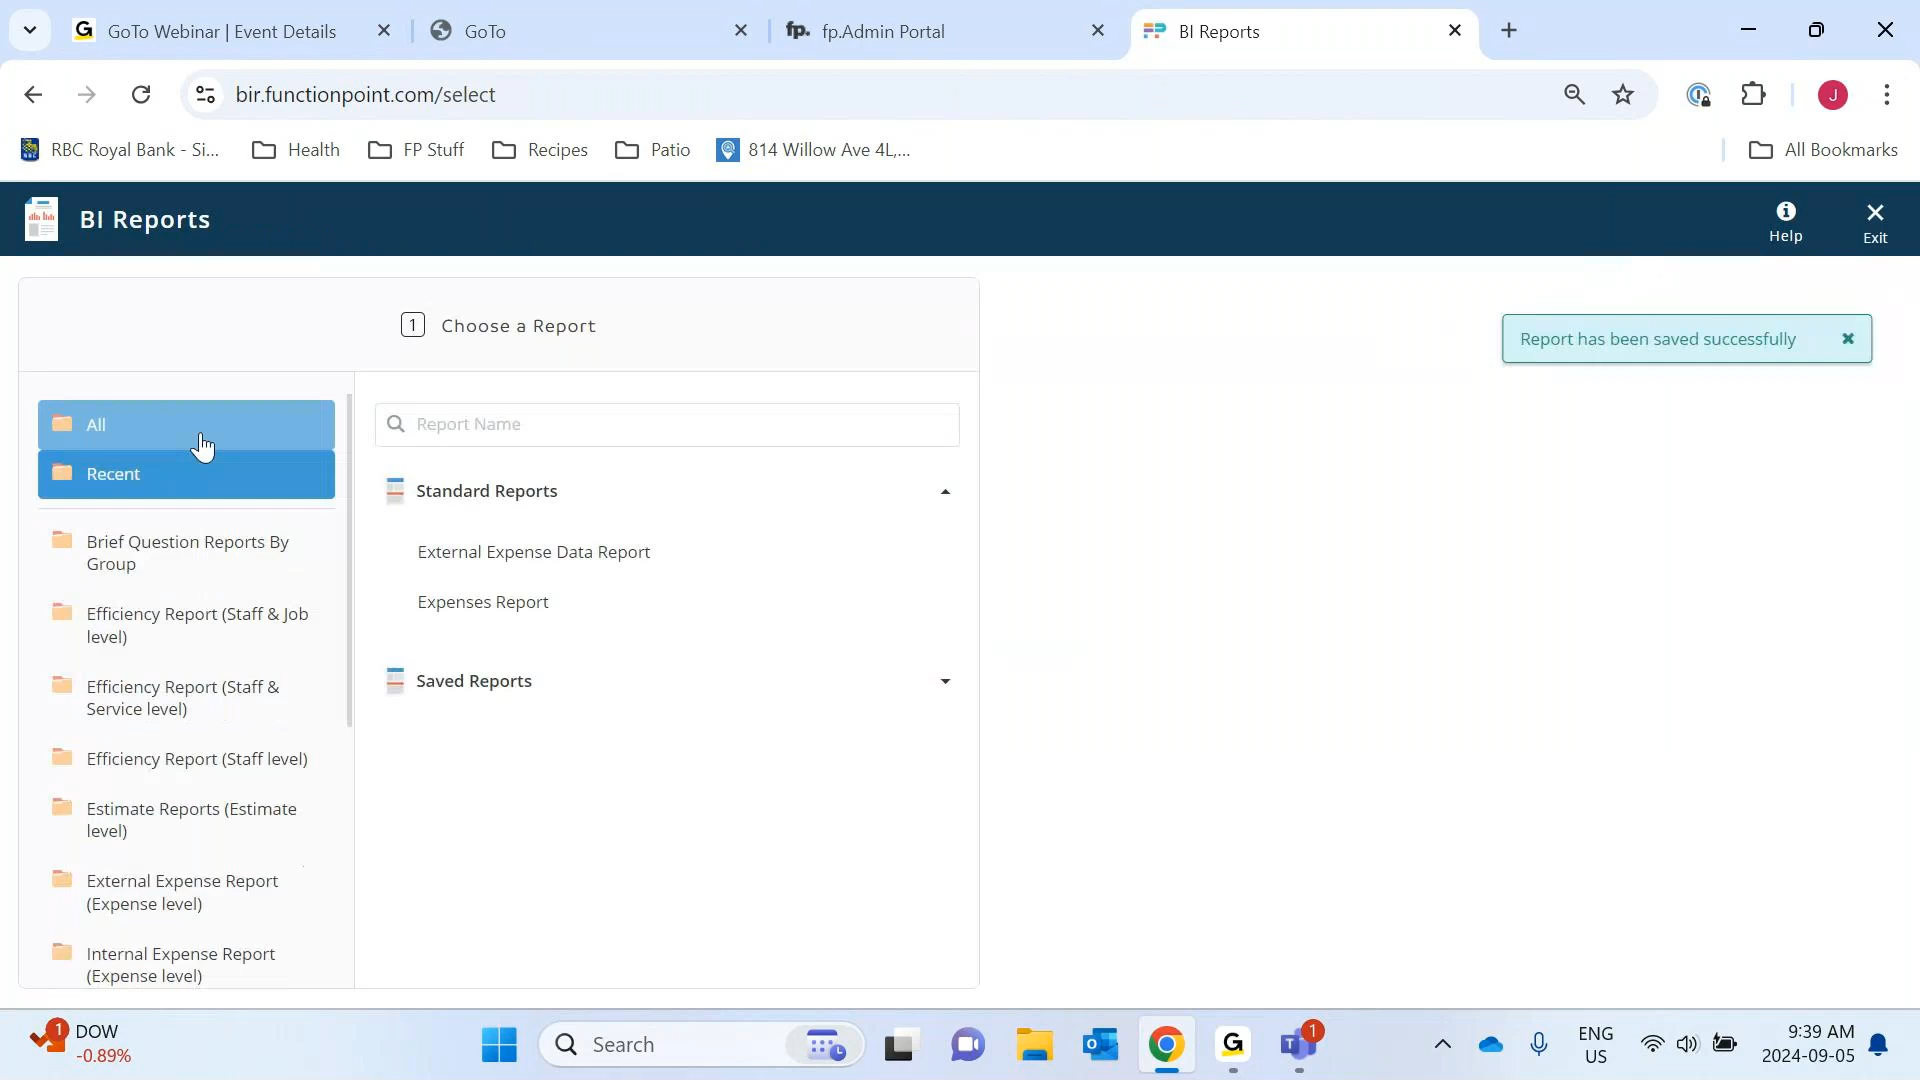 G GoTo Webinar | Event Details
GoTo
fp. fp.Admin Portal
BI Reports
bir.functionpoint.com/select
J
RBC Royal Bank - Si...
Health
FP Stuff
Recipes
Patio
814 Willow Ave 4L,...
All Bookmarks
BI Reports
Help
Exit
1 Choose a Report
Report has been saved successfully
All
Recent
Brief Question Reports By
Group
Efficiency Report (Staff & Job
level)
Efficiency Report (Staff &
Service level)
Efficiency Report (Staff level)
Estimate Reports (Estimate
level)
External Expense Report
(Expense level)
Internal Expense Report
(Expense level)
Report Name
Standard Reports
External Expense Data Report
Expenses Report
Saved Reports
1
DOW
-0.89%
Search
G
1
ENG
US
9:39 AM
2024-09-05